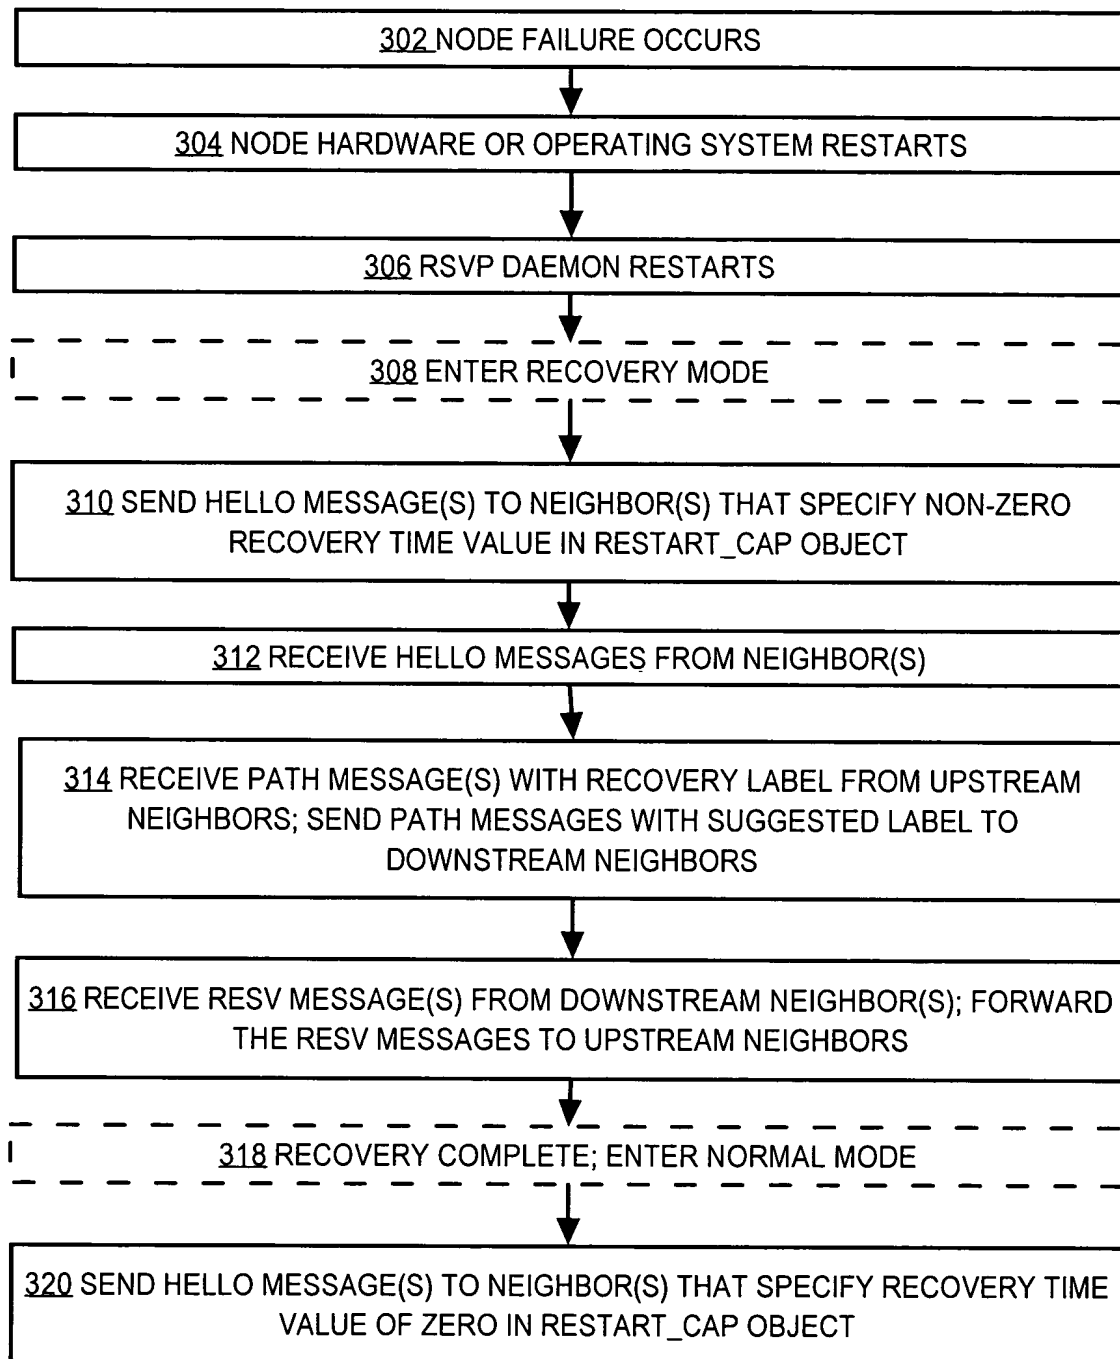 302 NODE FAILURE OCCURS
304 NODE HARDWARE OR OPERATING SYSTEM RESTARTS
306 RSVP DAEMON RESTARTS
308 ENTER RECOVERY MODE
310 SEND HELLO MESSAGE(S) TO NEIGHBOR(S) THAT SPECIFY NON-ZERO
RECOVERY TIME VALUE IN RESTART_CAP OBJECT
312 RECEIVE HELLO MESSAGES FROM NEIGHBOR(S)
314 RECEIVE PATH MESSAGE(S) WITH RECOVERY LABEL FROM UPSTREAM
NEIGHBORS; SEND PATH MESSAGES WITH SUGGESTED LABEL TO
DOWNSTREAM NEIGHBORS
316 RECEIVE RESV MESSAGE(S) FROM DOWNSTREAM NEIGHBOR(S); FORWARD
THE RESV MESSAGES TO UPSTREAM NEIGHBORS
318 RECOVERY COMPLETE; ENTER NORMAL MODE
320 SEND HELLO MESSAGE(S) TO NEIGHBOR(S) THAT SPECIFY RECOVERY TIME
VALUE OF ZERO IN RESTART_CAP OBJECT